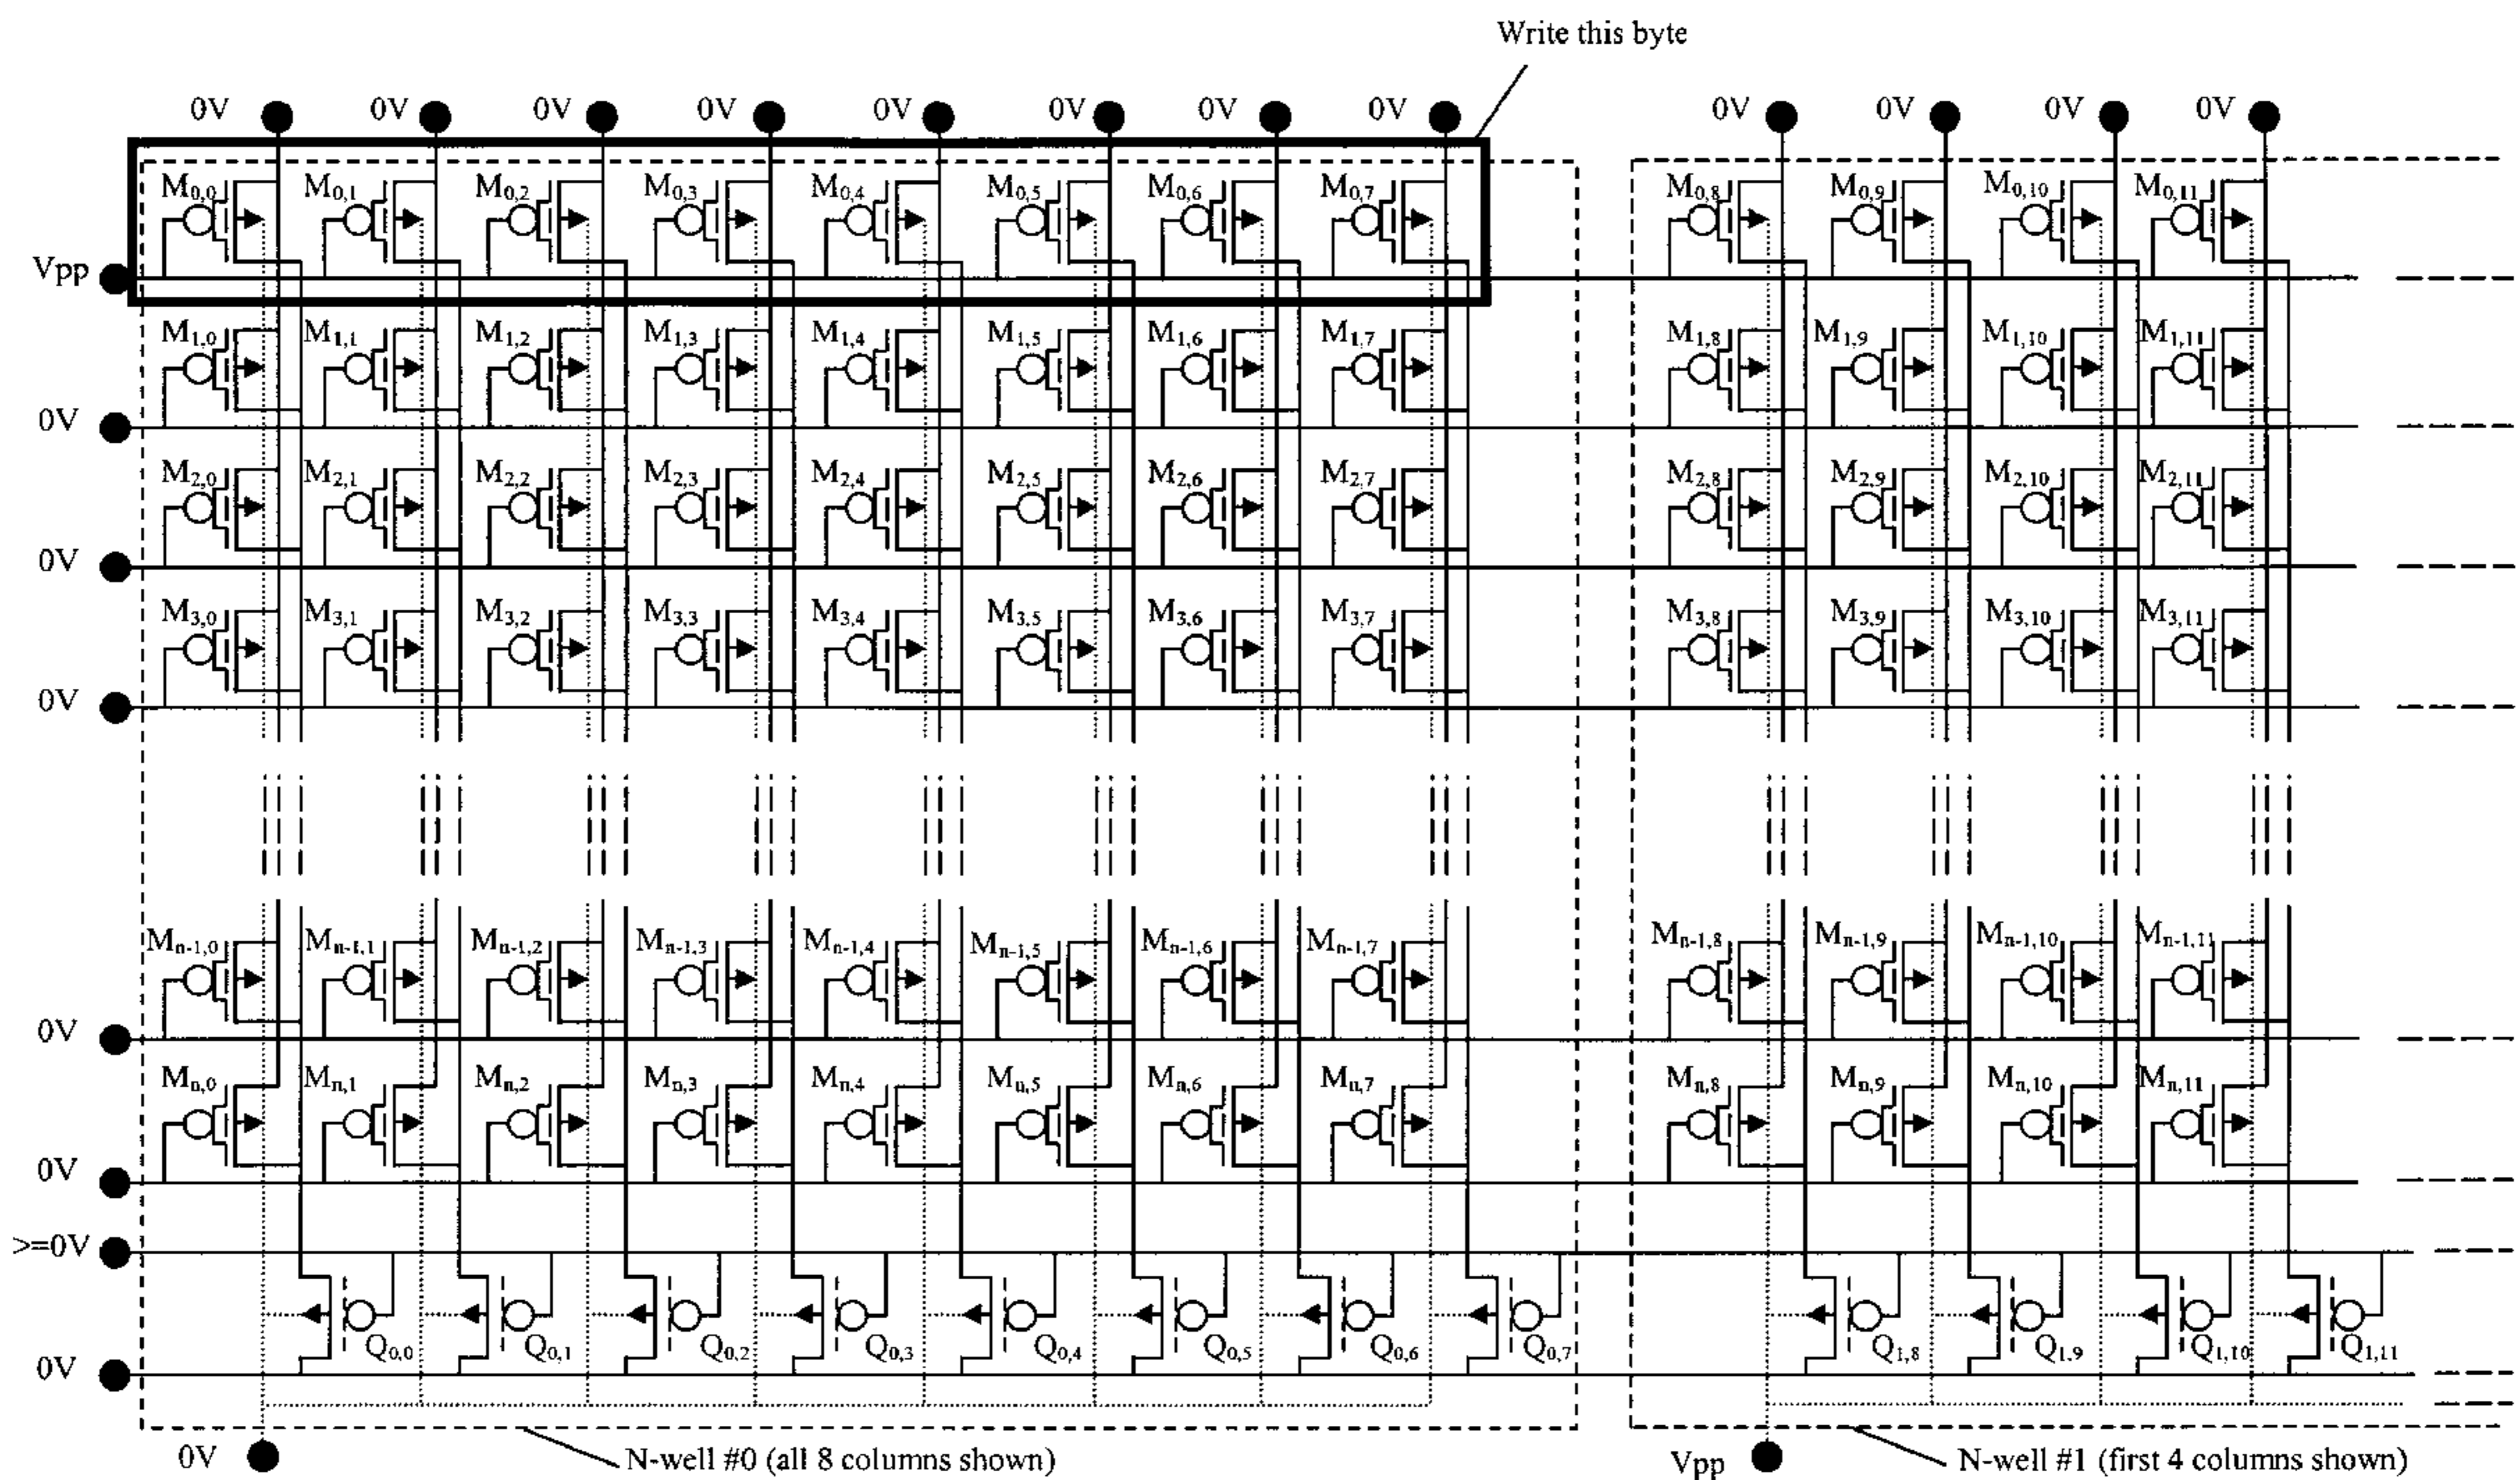 Write this byte
0V 0V 0V 0V 0V 0V 0V 0V 0V 0V 0V 0V
M0,0 M0,1 M0,2 M0,3 M0,4 M0,5 M0,6 M0,7 M0,8 M0,9 M0,10 M0,11
Vpp
M1,0 M1,1 M1,2 M1,3 M1,4 M1,5 M1,6 M1,7 M1,8 M1,9 M1,10 M1,11
0V
M2,0 M2,1 M2,2 M2,3 M2,4 M2,5 M2,6 M2,7 M2,8 M2,9 M2,10 M2,11
0V
M3,0 M3,1 M3,2 M3,3 M3,4 M3,5 M3,6 M3,7 M3,8 M3,9 M3,10 M3,11
0V
Mn-1,0 Mn-1,1 Mn-1,2 Mn-1,3 Mn-1,4 Mn-1,5 Mn-1,6 Mn-1,7 Mn-1,8 Mn-1,9 Mn-1,10 Mn-1,11
0V
Mn,0 Mn,1 Mn,2 Mn,3 Mn,4 Mn,5 Mn,6 Mn,7 Mn,8 Mn,9 Mn,10 Mn,11
0V
>=0V
Q0,0 Q0,1 Q0,2 Q0,3 Q0,4 Q0,5 Q0,6 Q0,7 Q1,8 Q1,9 Q1,10 Q1,11
0V
0V N-well #0 (all 8 columns shown) Vpp N-well #1 (first 4 columns shown)